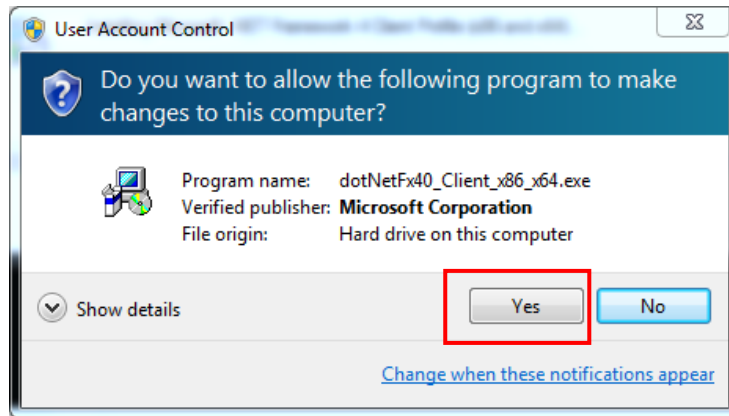 User Account Control
Do you want to allow the following program to make
changes to this computer?
Program name: dotNetFx40_Client_x86_x64.exe
Verified publisher: Microsoft Corporation
File origin: Hard drive on this computer
Show details
Yes
No
Change when these notifications appear